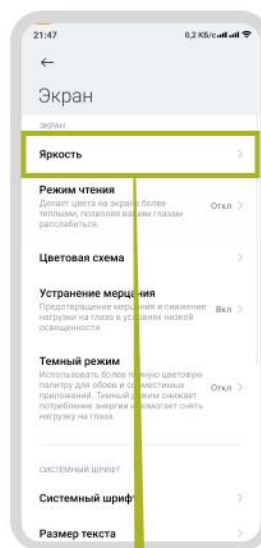 21:47 0,2 КБ/с
Экран
ЭКРАН
Яркость
Режим чтения
Делает цвета на экране более
теплыми, позволяя вашим глазам
расслабиться.
Откл
Цветовая схема
Устранение мерцания
Предотвращение мерцания и снижение
нагрузки на глаза в условиях низкой
освещенности
Вкл
Темный режим
Использовать более темную цветовую
палитру для обоев и совместимых
приложений. Темный режим снижает
потребление энергии и помогает снять
нагрузку на глаза.
Откл
СИСТЕМНЫЙ ШРИФТ
Системный шрифт
Размер текста